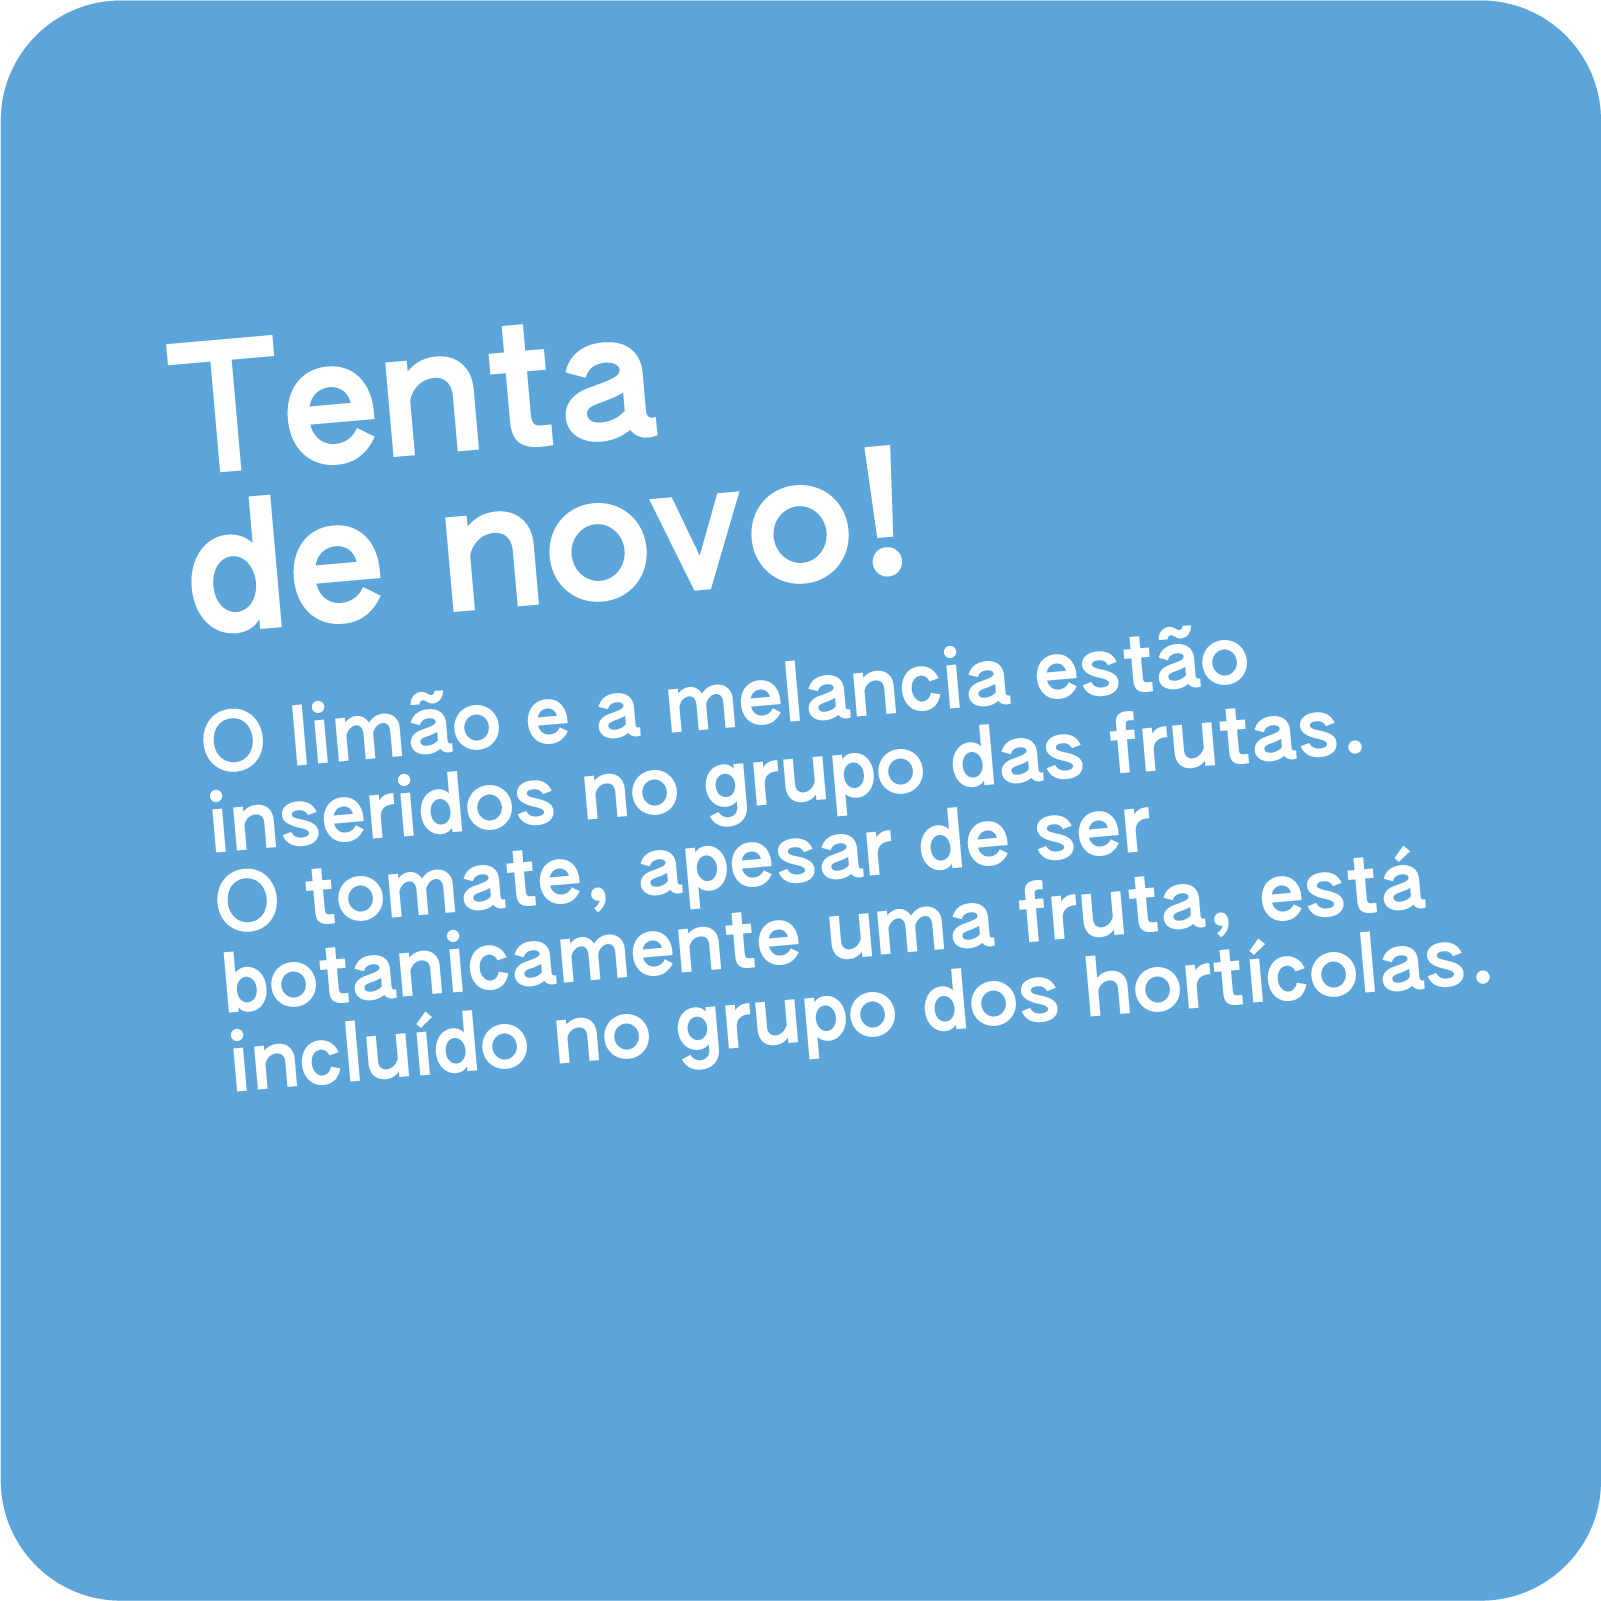 Tenta
de novo!
O limão e a melancia estão
inseridos no grupo das frutas.
O tomate, apesar de ser
botanicamente uma fruta, está
incluído no grupo dos hortícolas.